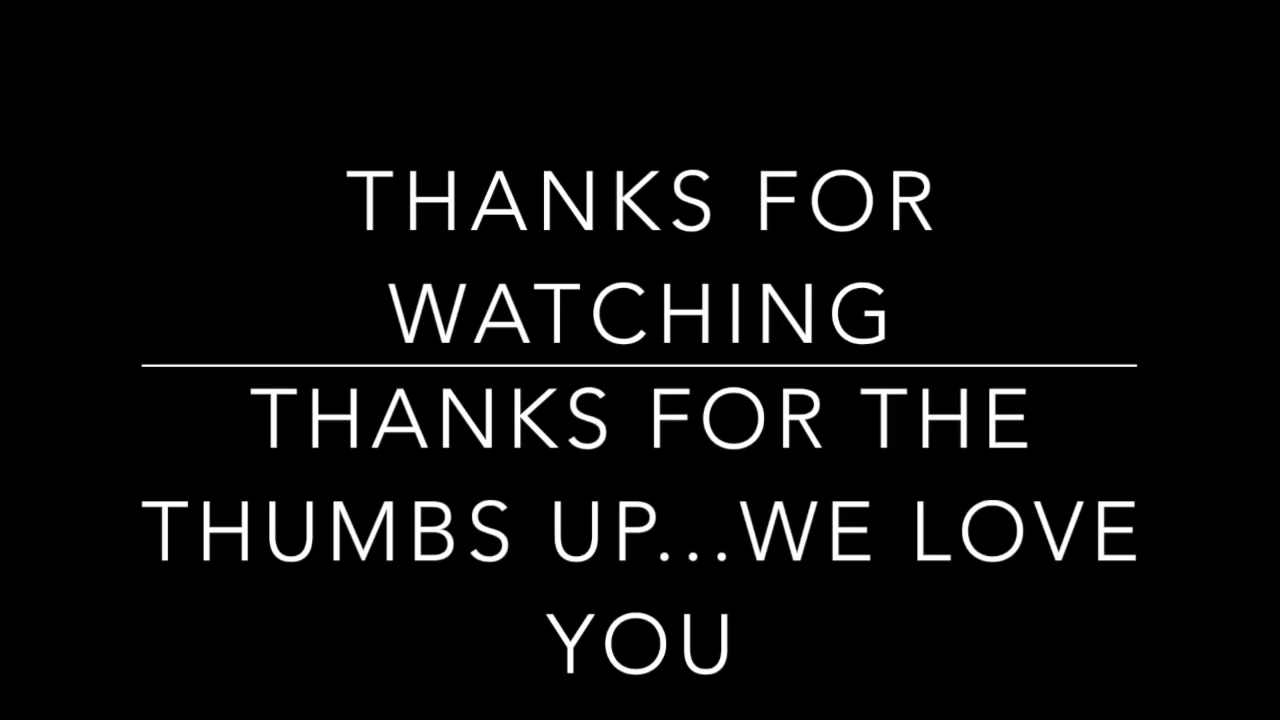 THANKS FOR
WATCHING
THANKS FOR THE
THUMBS UP...WE LOVE
YOU